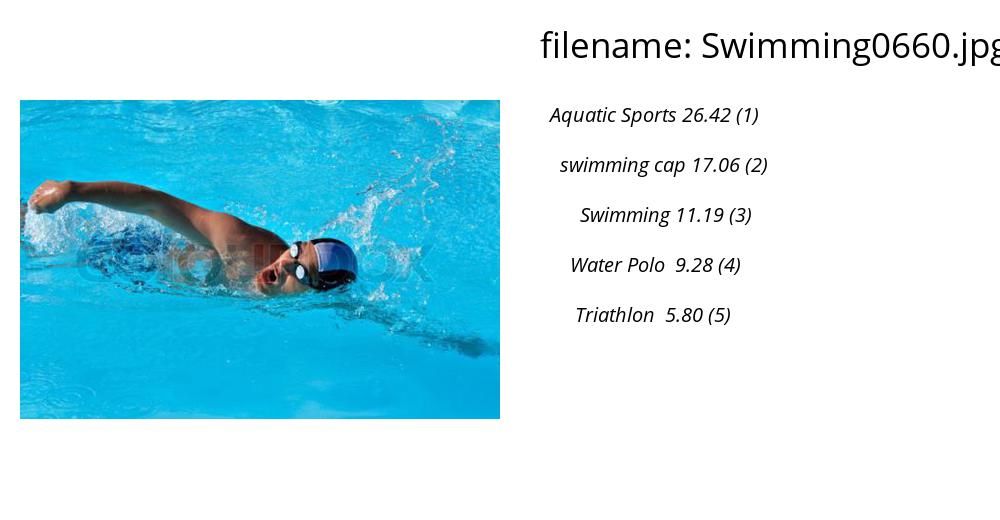 filename: Swimming0660.jpg
Aquatic Sports 26.42 (1)
swimming cap 17.06 (2)
Swimming 11.19 (3)
Water Polo 9.28 (4)
Triathlon 5.80 (5)